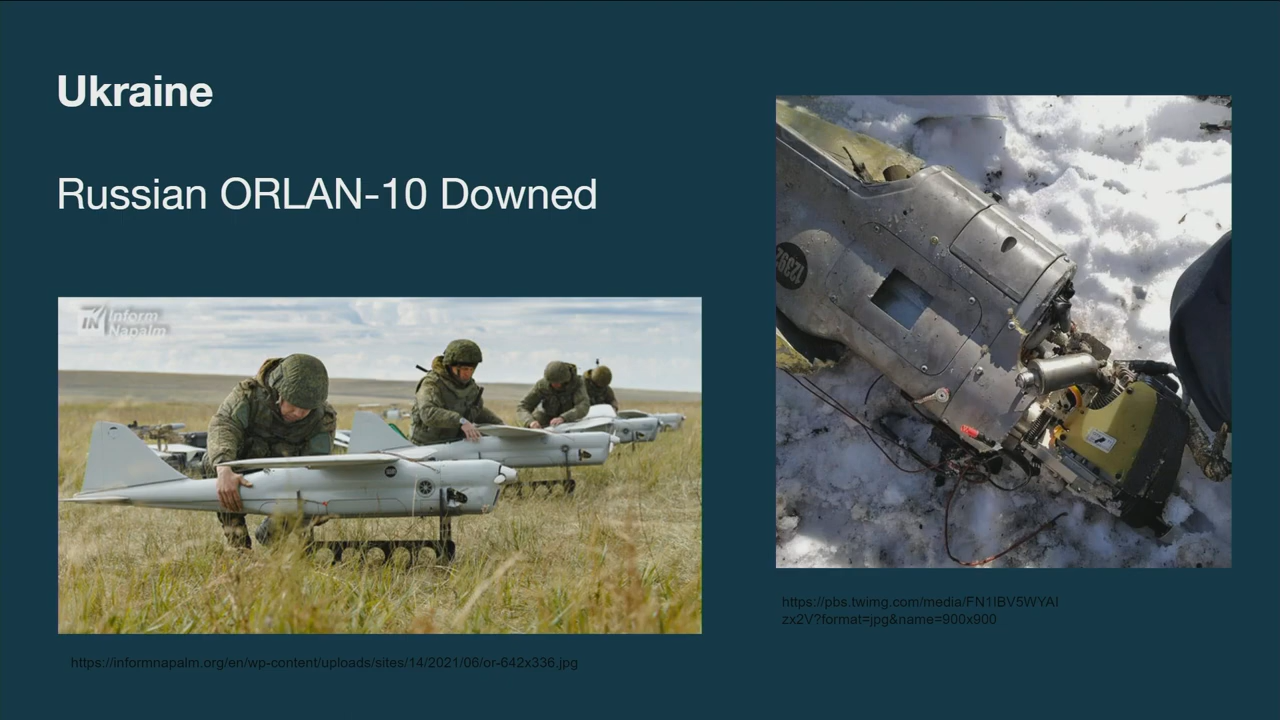 Ukraine
Russian ORLAN-10 Downed
Inform
Napalm
https://informnapalm.org/en/wp-content/uploads/sites/14/2021/06/or-642x336.jpg
https://pbs.twimg.com/media/FN1IBV5WYAI
zx2V?format=jpg&name=900x900